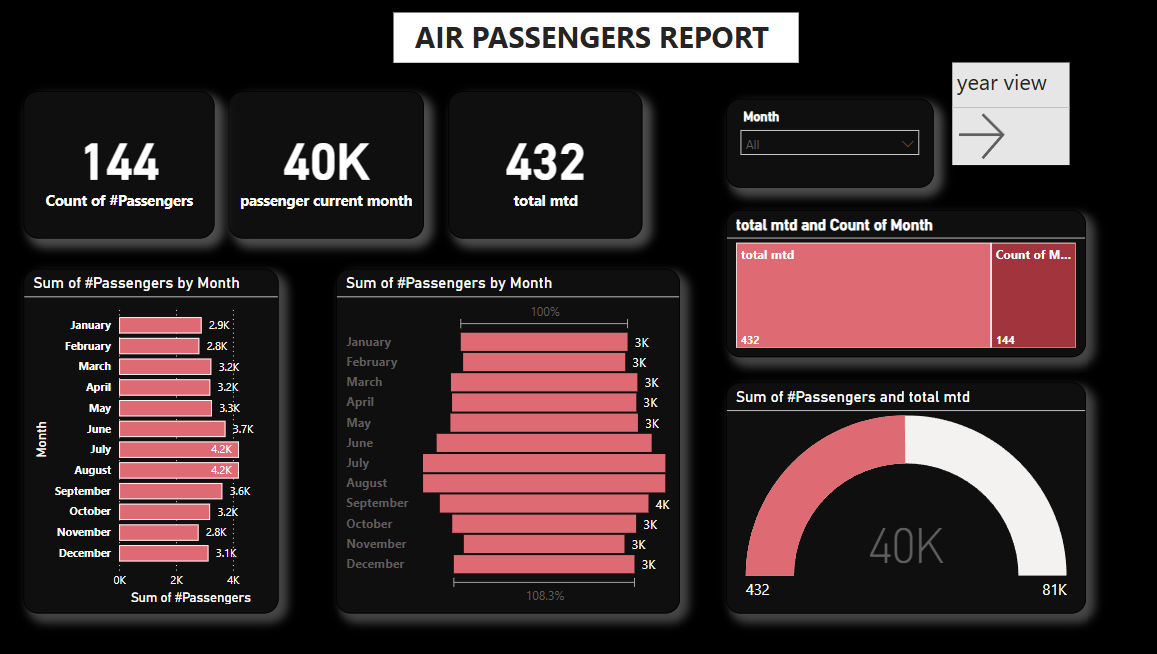 AIR PASSENGERS REPORT
year view
144
Count of #Passengers
40K
passenger current month
432
total mtd
Month
All
total mtd and Count of Month
total mtd
Count of M...
432
144
Sum of #Passengers by Month
Month
January 2.9K
February 2.8K
March 3.2K
April 3.2K
May 3.3K
June 3.7K
July 4.2K
August 4.2K
September 3.6K
October 3.2K
November 2.8K
December 3.1K
0K 2K 4K
Sum of #Passengers
Sum of #Passengers by Month
100%
January 3K
February 3K
March 3K
April 3K
May 3K
June
July
August
September 4K
October 3K
November 3K
December 3K
108.3%
Sum of #Passengers and total mtd
40K
432 81K